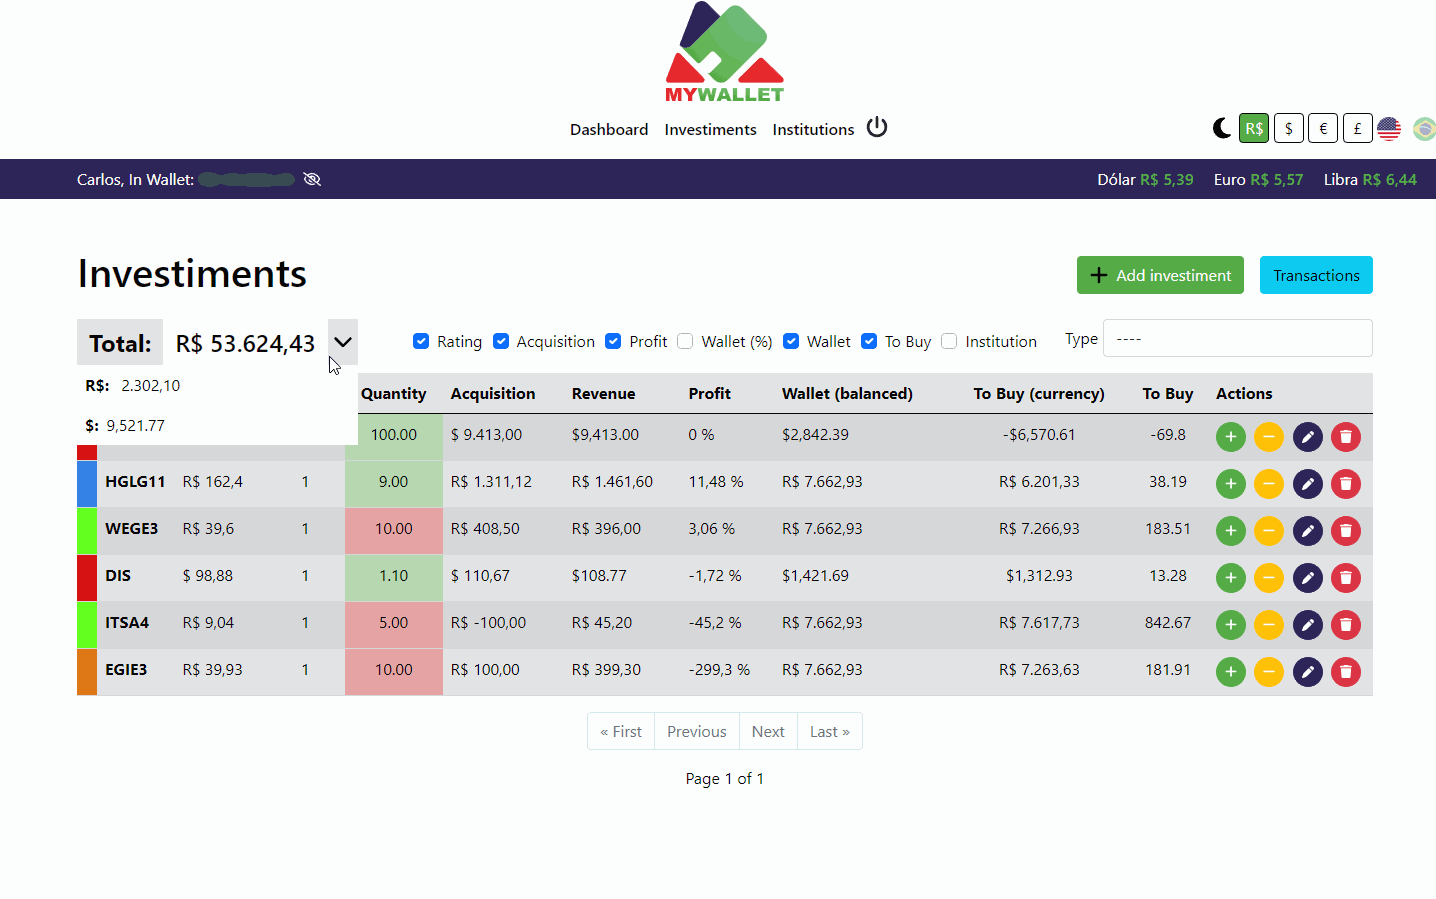 MYWALLET
Dashboard Investiments Institutions
R$ $ € £
Carlos, In Wallet:
Dólar R$ 5,39 Euro R$ 5,57 Libra R$ 6,44
Investiments
+ Add investiment Transactions
Total: R$ 53.624,43
Rating Acquisition Profit Wallet (%) Wallet To Buy Institution Type ----
R$: 2.302,10
$: 9,521.77
Quantity Acquisition Revenue Profit Wallet (balanced) To Buy (currency) To Buy Actions
100.00 $ 9.413,00 $9,413.00 0 % $2,842.39 -$6,570.61 -69.8
HGLG11 R$ 162,4 1 9.00 R$ 1.311,12 R$ 1.461,60 11,48 % R$ 7.662,93 R$ 6.201,33 38.19
WEGE3 R$ 39,6 1 10.00 R$ 408,50 R$ 396,00 3,06 % R$ 7.662,93 R$ 7.266,93 183.51
DIS $ 98,88 1 1.10 $ 110,67 $108.77 -1,72 % $1,421.69 $1,312.93 13.28
ITSA4 R$ 9,04 1 5.00 R$ -100,00 R$ 45,20 -45,2 % R$ 7.662,93 R$ 7.617,73 842.67
EGIE3 R$ 39,93 1 10.00 R$ 100,00 R$ 399,30 -299,3 % R$ 7.662,93 R$ 7.263,63 181.91
« First Previous Next Last »
Page 1 of 1